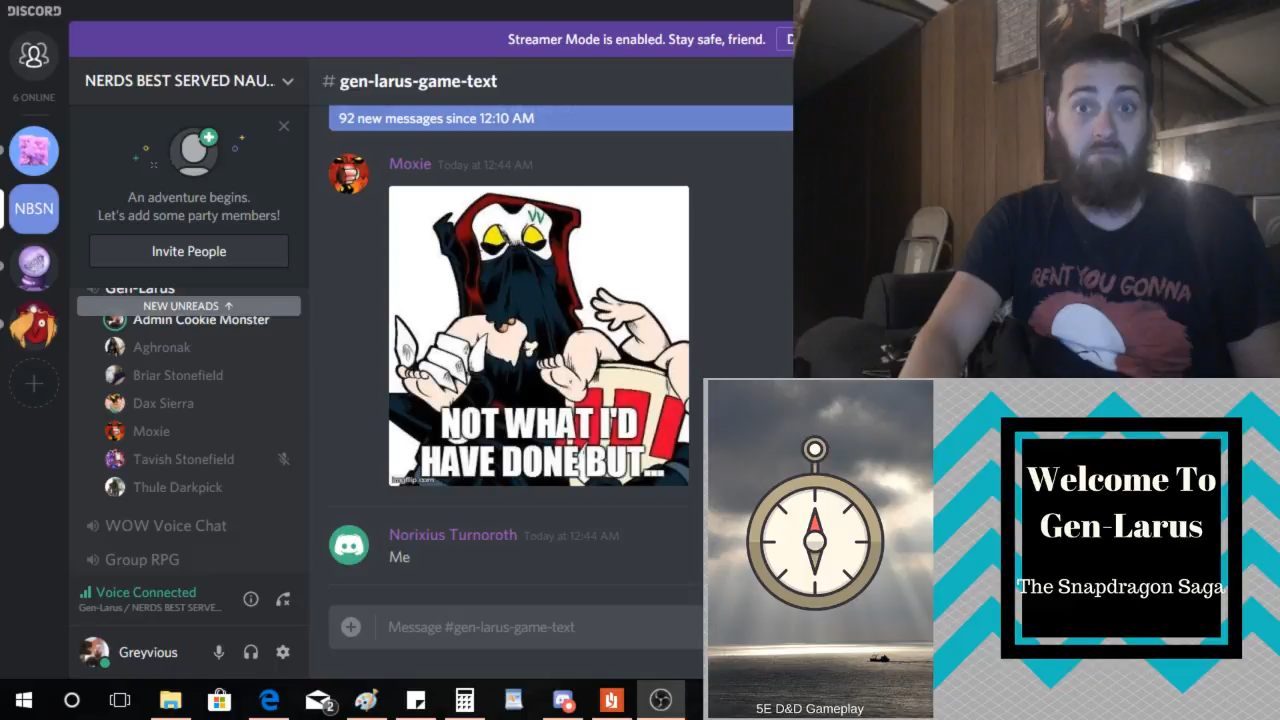 DISCORD
Streamer Mode is enabled. Stay safe, friend.
6 ONLINE
NERDS BEST SERVED NAU...
# gen-larus-game-text
92 new messages since 12:10 AM
An adventure begins.
Let's add some party members!
Invite People
NBSN
Gen-Larus
NEW UNREADS ↑
Admin Cookie Monster
Aghronak
Briar Stonefield
Dax Sierra
Moxie
Tavish Stonefield
Thule Darkpick
WOW Voice Chat
Group RPG
Voice Connected
Gen-Larus / NERDS BEST SERVE...
Greyvious
Moxie Today at 12:44 AM
NOT WHAT I'D
HAVE DONE BUT...
imgflip.com
Norixius Turnoroth Today at 12:44 AM
Me
Message #gen-larus-game-text
YOU GONNA
5E D&D Gameplay
Welcome To
Gen-Larus
The Snapdragon Saga
2